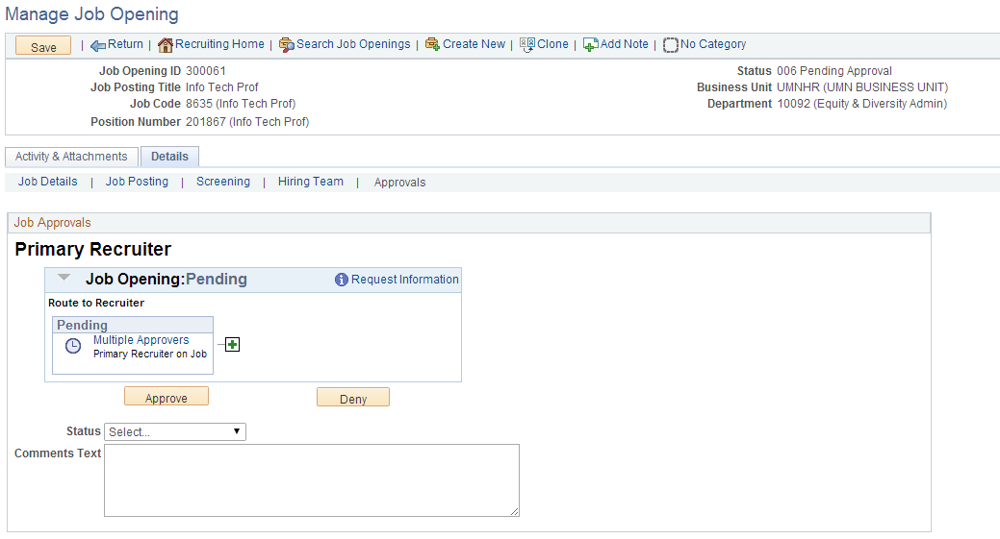 Manage Job Opening
Save | Return | Recruiting Home | Search Job Openings | Create New | Clone | Add Note | No Category
Job Opening ID 300061 Status 006 Pending Approval
Job Posting Title Info Tech Prof Business Unit UMNHR (UMN BUSINESS UNIT)
Job Code 8635 (Info Tech Prof) Department 10092 (Equity & Diversity Admin)
Position Number 201867 (Info Tech Prof)
Activity & Attachments Details
Job Details | Job Posting | Screening | Hiring Team | Approvals
Job Approvals
Primary Recruiter
Job Opening:Pending Request Information
Route to Recruiter
Pending
Multiple Approvers
Primary Recruiter on Job
Approve Deny
Status Select...
Comments Text